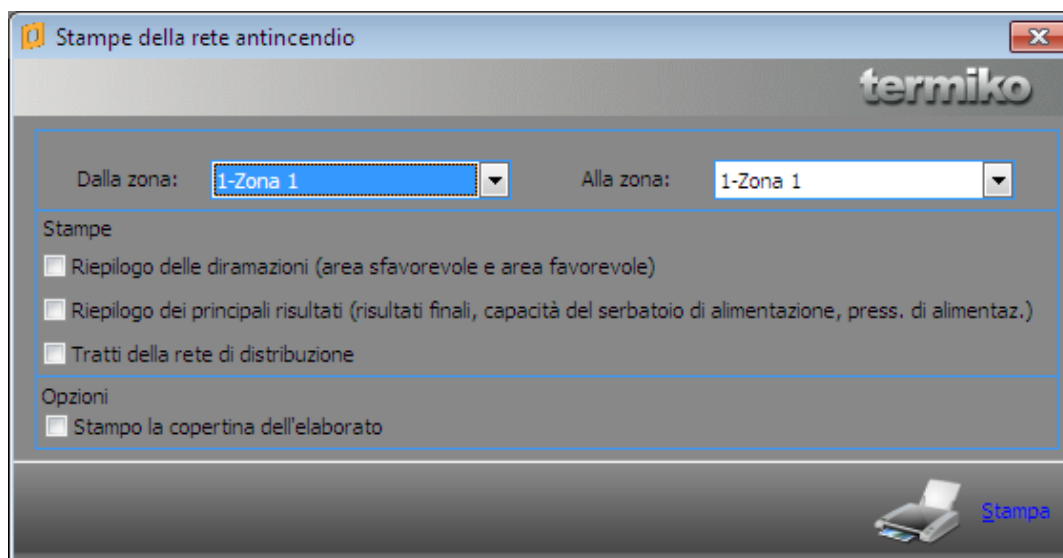 Stampe della rete antincendio
termiko
Dalla zona: 1-Zona 1 Alla zona: 1-Zona 1
Stampe
Riepilogo delle diramazioni (area sfavorevole e area favorevole)
Riepilogo dei principali risultati (risultati finali, capacità del serbatoio di alimentazione, press. di alimentaz.)
Tratti della rete di distribuzione
Opzioni
Stampo la copertina dell'elaborato
Stampa